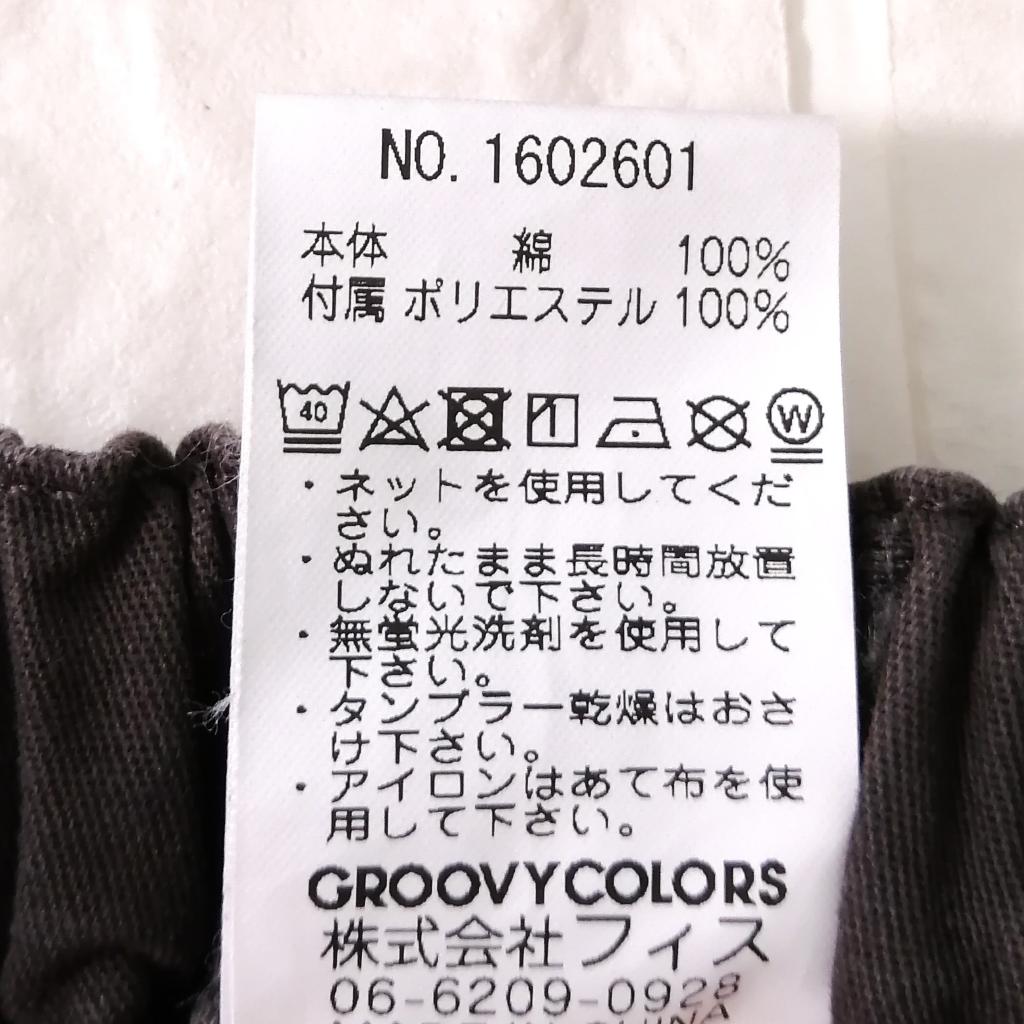 NO. 1602601
本体 綿 100%
付属 ポリエステル 100%
40
W
・ネットを使用してくだ
さい。
・ぬれたまま長時間放置
しないで下さい。
・無蛍光洗剤を使用して
下さい。
・タンブラー乾燥はおさ
け下さい。
・アイロンはあて布を使
用して下さい。
GROOVYCOLORS
株式会社フィス
06-6209-0928